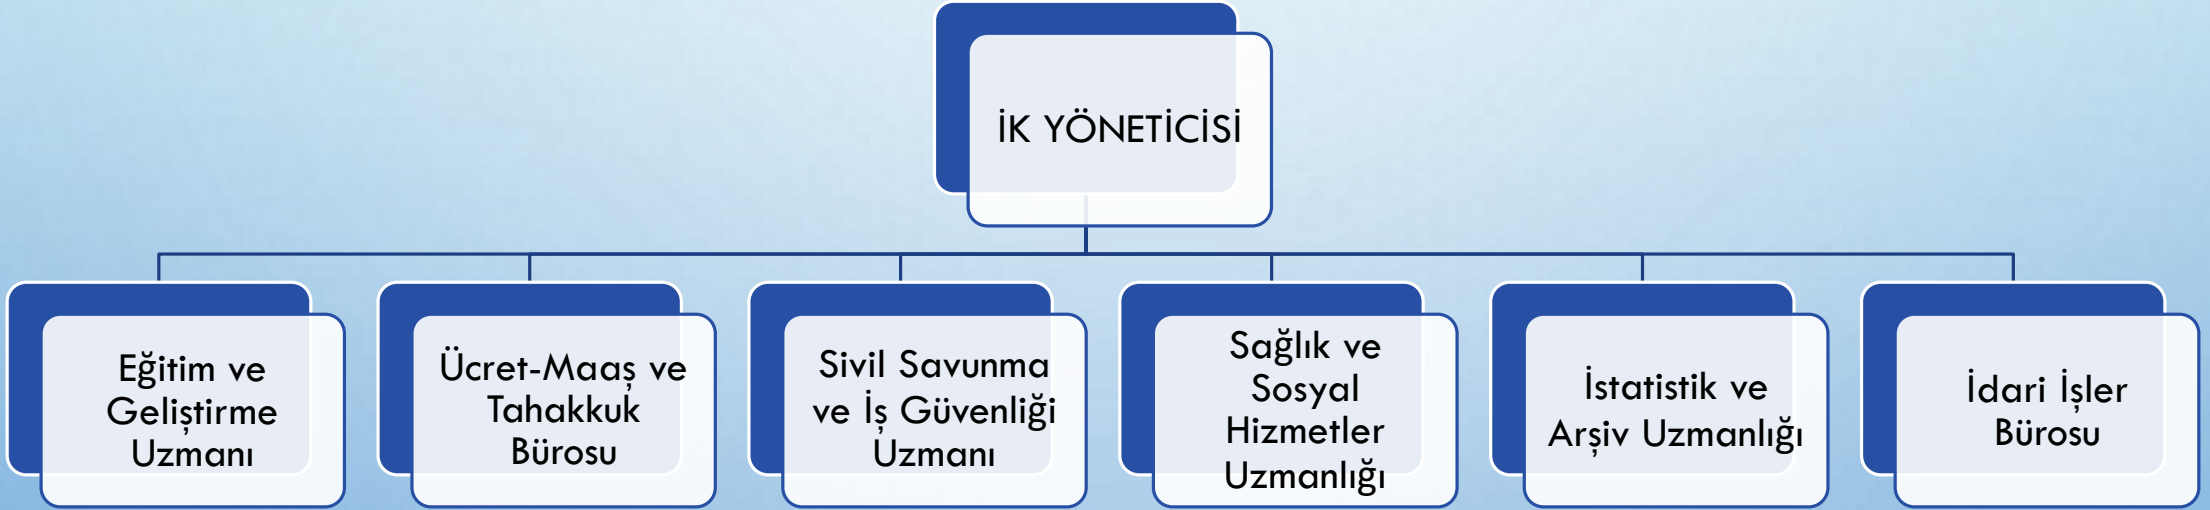 İK YÖNETİCİSİ
Eğitim ve
Geliştirme
Uzmanı
Ücret-Maaş ve
Tahakkuk
Bürosu
Sivil Savunma
ve İş Güvenliği
Uzmanı
Sağlık ve
Sosyal
Hizmetler
Uzmanlığı
İstatistik ve
Arşiv Uzmanlığı
İdari İşler
Bürosu